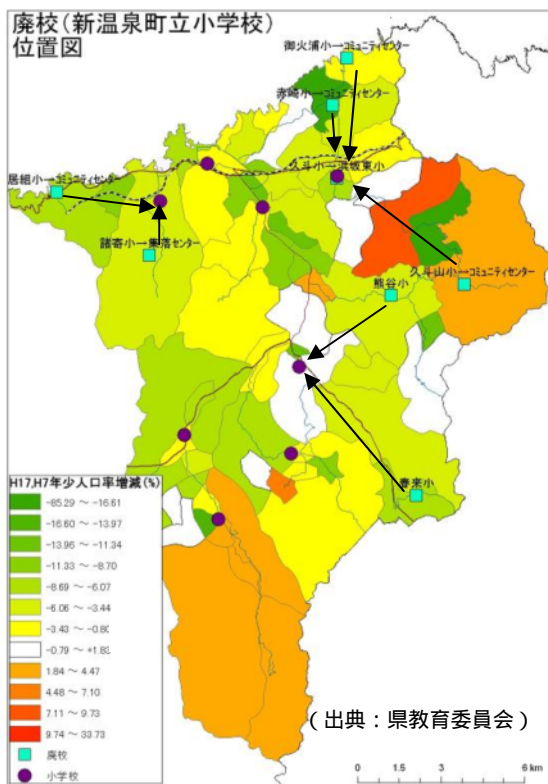 廃校(新温泉町立小学校)
位置図
御火浦小→コミュニティセンター
赤崎小→コミュニティセンター
久斗小→浜坂東小
居組小→コミュニティセンター
諸寄小→集落センター
久斗山小→コミュニティセンター
熊谷小
春来小
H17,H7年少人口率増減(%)
-85.29 ～ -16.61
-16.60 ～ -13.97
-13.96 ～ -11.34
-11.33 ～ -8.70
-8.69 ～ -6.07
-6.06 ～ -3.44
-3.43 ～ -0.80
-0.79 ～ +1.83
1.84 ～ 4.47
4.48 ～ 7.10
7.11 ～ 9.73
9.74 ～ 33.73
廃校
小学校
(出典：県教育委員会)
0 1.5 3 6 km